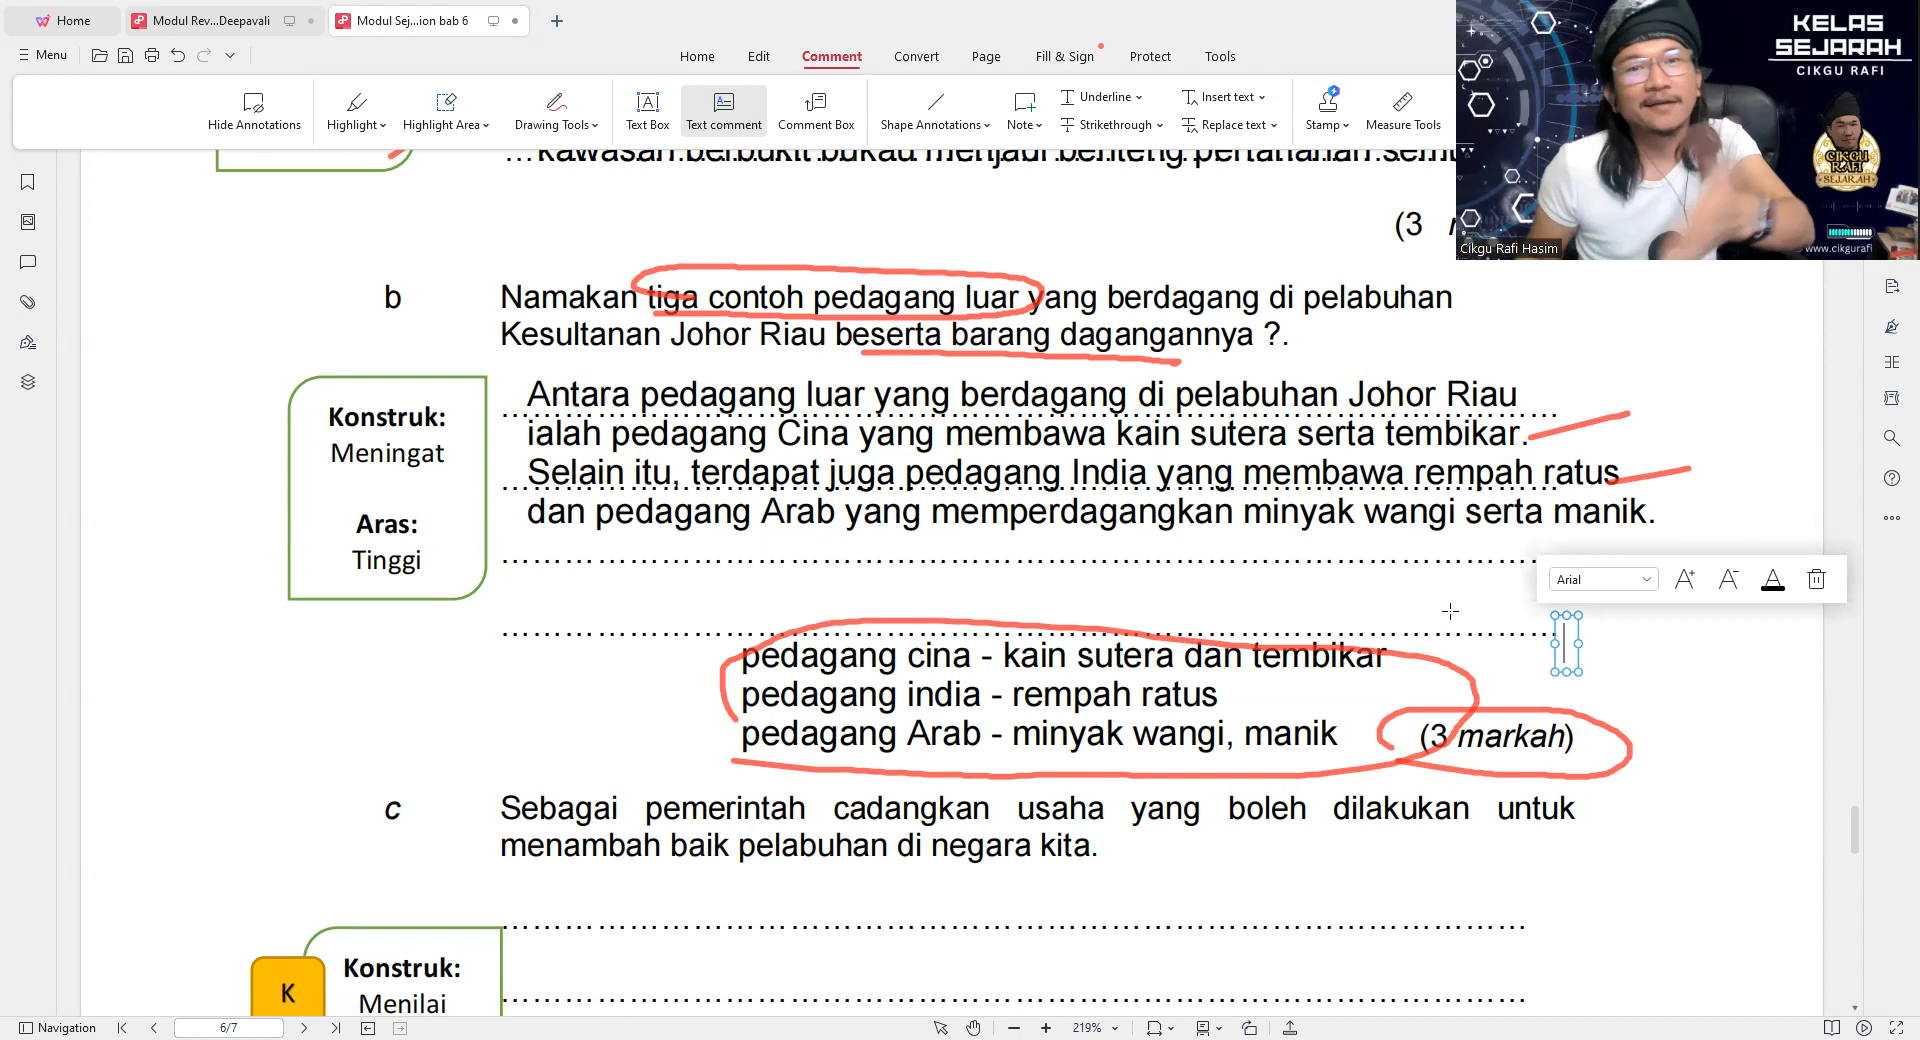 Home
Modul Rev...Deepavali
Modul Sej...ion bab 6
Menu
Home Edit Comment Convert Page Fill & Sign Protect Tools
Hide Annotations
Highlight
Highlight Area
Drawing Tools
Text Box
Text comment
Comment Box
Shape Annotations
Note
Underline
Strikethrough
Insert text
Replace text
Stamp
Measure Tools
KELAS
SEJARAH
CIKGU RAFI
CIKGU
RAFI
SEJARAH
www.cikgurafi
Cikgu Rafi Hasim
kawasan berbukit bukau menjadi benteng pertahanan
(3
b Namakan tiga contoh pedagang luar yang berdagang di pelabuhan
Kesultanan Johor Riau beserta barang dagangannya ?.
Konstruk:
Meningat
Aras:
Tinggi
Antara pedagang luar yang berdagang di pelabuhan Johor Riau
ialah pedagang Cina yang membawa kain sutera serta tembikar.
Selain itu, terdapat juga pedagang India yang membawa rempah ratus
dan pedagang Arab yang memperdagangkan minyak wangi serta manik.
Arial
pedagang cina - kain sutera dan tembikar
pedagang india - rempah ratus
pedagang Arab - minyak wangi, manik
(3 markah)
c Sebagai pemerintah cadangkan usaha yang boleh dilakukan untuk
menambah baik pelabuhan di negara kita.
K
Konstruk:
Menilai
Navigation
6/7
219%